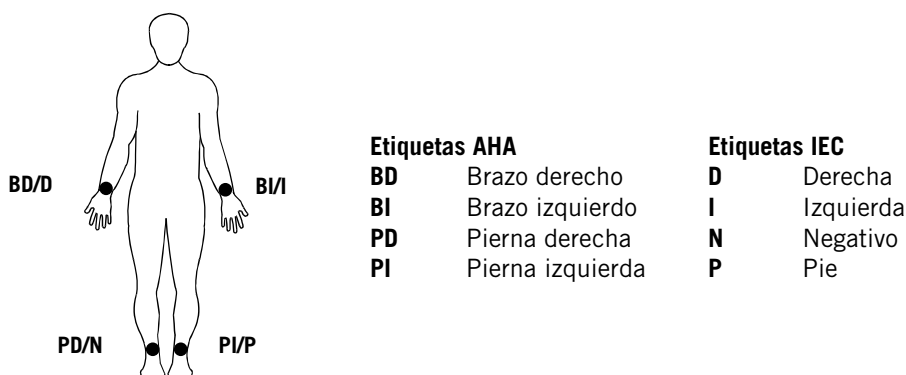 BD/D
BI/I
PD/N
PI/P
Etiquetas AHA
BD Brazo derecho
BI Brazo izquierdo
PD Pierna derecha
PI Pierna izquierda
Etiquetas IEC
D Derecha
I Izquierda
N Negativo
P Pie